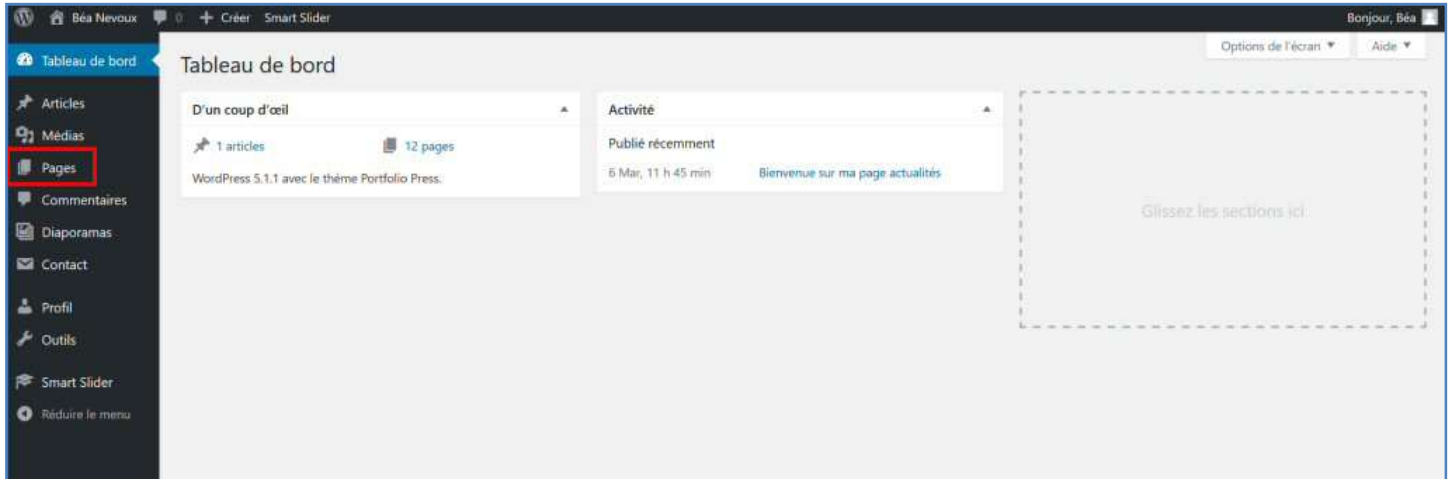 Béa Nevoux 0 Créer Smart Slider Bonjour, Béa
Options de l'écran ▼ Aide ▼
Tableau de bord
Articles
Médias
Pages
Commentaires
Diaporamas
Contact
Profil
Outils
Smart Slider
Réduire le menu
Tableau de bord
D'un coup d'œil
1 articles 12 pages
WordPress 5.1.1 avec le thème Portfolio Press.
Activité
Publié récemment
6 Mar, 11 h 45 min Bienvenue sur ma page actualités
Glissez les sections ici